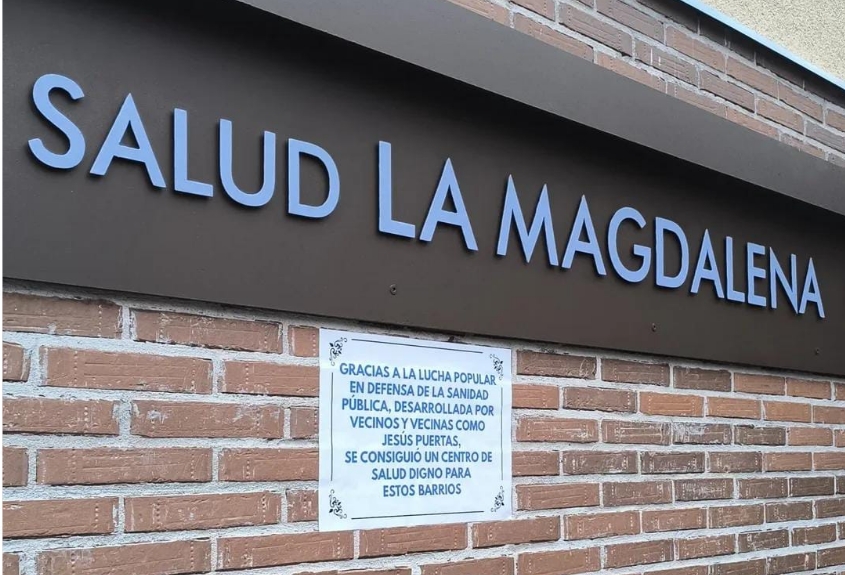 SALUD LA MAGDALENA
GRACIAS A LA LUCHA POPULAR
EN DEFENSA DE LA SANIDAD
PÚBLICA, DESARROLLADA POR
VECINOS Y VECINAS COMO
JESÚS PUERTAS,
SE CONSIGUIÓ UN CENTRO DE
SALUD DIGNO PARA
ESTOS BARRIOS